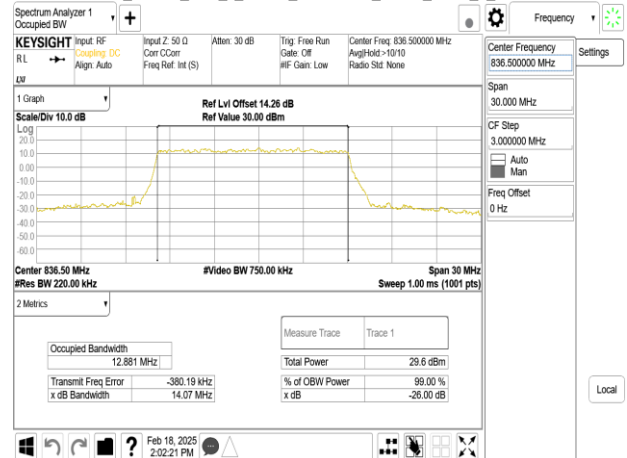 Spectrum Analyzer 1
Occupied BW
+
Frequency
KEYSIGHT
RL
Input: RF
Coupling: DC
Align: Auto
Input Z: 50 Ω
Corr CCorr
Freq Ref: Int (S)
Atten: 30 dB
Trig: Free Run
Gate: Off
#IF Gain: Low
Center Freq: 836.500000 MHz
Avg|Hold:>10/10
Radio Std: None
Center Frequency
836.500000 MHz
Settings
Span
30.000 MHz
CF Step
3.000000 MHz
Auto
Man
Freq Offset
0 Hz
1 Graph
Scale/Div 10.0 dB
Ref Lvl Offset 14.26 dB
Ref Value 30.00 dBm
Log
20.0
10.0
0.00
-10.0
-20.0
-30.0
-40.0
-50.0
-60.0
Center 836.50 MHz
#Res BW 220.00 kHz
#Video BW 750.00 kHz
Span 30 MHz
Sweep 1.00 ms (1001 pts)
2 Metrics
Measure Trace Trace 1
Occupied Bandwidth
12.881 MHz
Total Power 29.6 dBm
Transmit Freq Error -380.19 kHz
% of OBW Power 99.00 %
x dB Bandwidth 14.07 MHz
x dB -26.00 dB
Local
?
Feb 18, 2025
2:02:21 PM